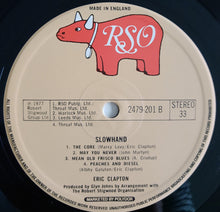 MADE IN ENGLAND
RSO
℗ 1977
Robert
Stigwood
Group Ltd
1. RSO Publg. Ltd./
Throat Mus. Ltd.
2. Warlock Mus. Ltd.
3. Leeds Mus. Ltd.
4. Throat Mus. Ltd.
2479 201 B
STEREO
33
SLOWHAND
1. THE CORE (Marcy Levy/Eric Clapton)
2. MAY YOU NEVER (John Martyn)
3. MEAN OLD FRISCO BLUES (A. Crudup)
4. PEACHES AND DIESEL
(Albhy Galuten/Eric Clapton)
ERIC CLAPTON
Produced by Glyn Johns by Arrangement with
The Robert Stigwood Organisation
MARKETED BY POLYDOR